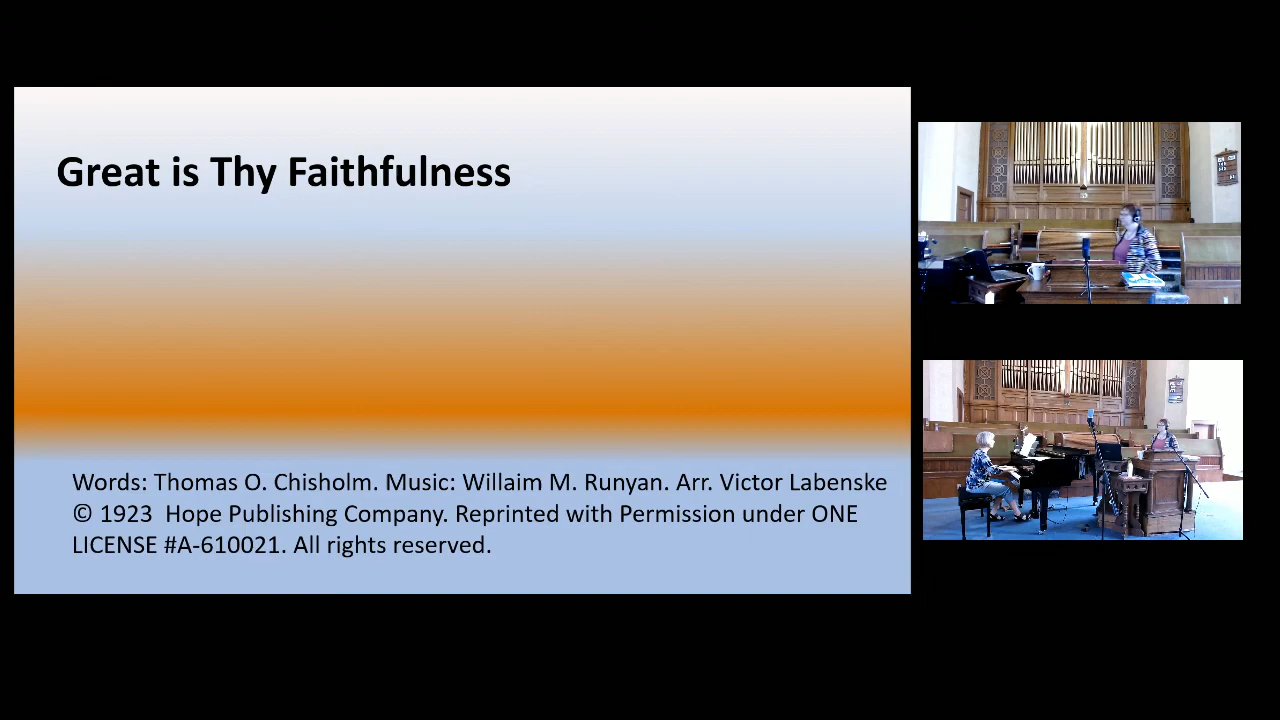 Great is Thy Faithfulness
Words: Thomas O. Chisholm. Music: Willaim M. Runyan. Arr. Victor Labenske
© 1923  Hope Publishing Company. Reprinted with Permission under ONE
LICENSE #A-610021. All rights reserved.